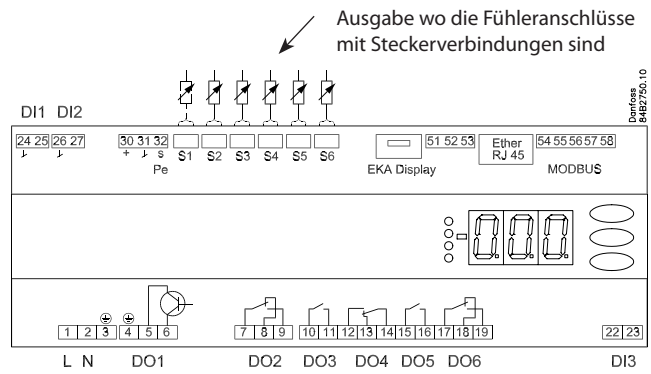 Ausgabe wo die Fühleranschlüsse
mit Steckerverbindungen sind
Danfoss
84B2750.10
DI1 DI2
24 25 26 27 30 31 32 51 52 53 Ether 54 55 56 57 58
+ s S1 S2 S3 S4 S5 S6 RJ 45
Pe EKA Display MODBUS
000
1 2 3 4 5 6 7 8 9 10 11 12 13 14 15 16 17 18 19 22 23
L N DO1 DO2 DO3 DO4 DO5 DO6 DI3